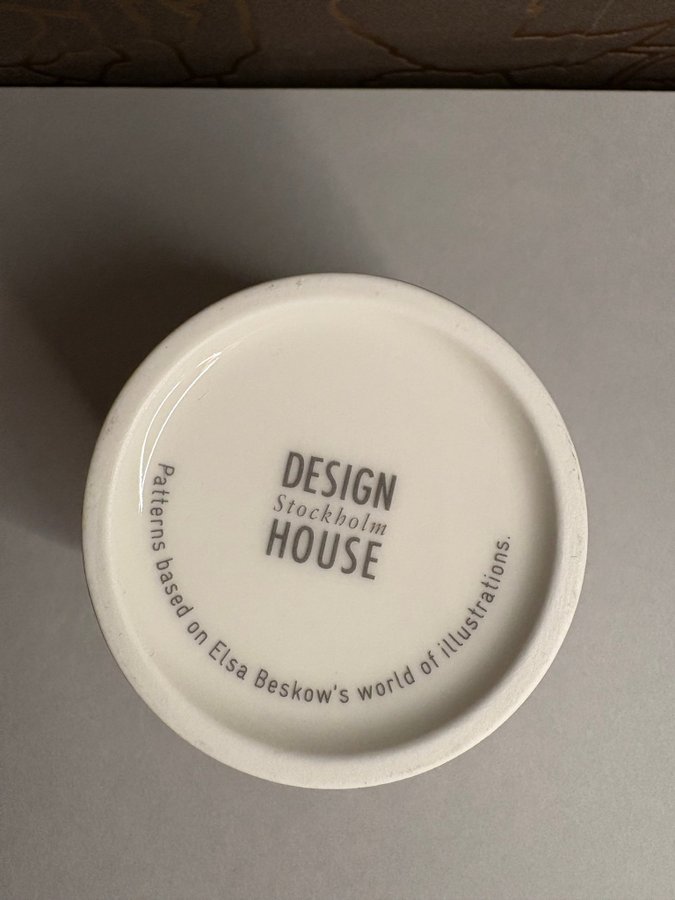 DESIGN
Stockholm
HOUSE
Patterns based on Elsa Beskow's world of illustrations.